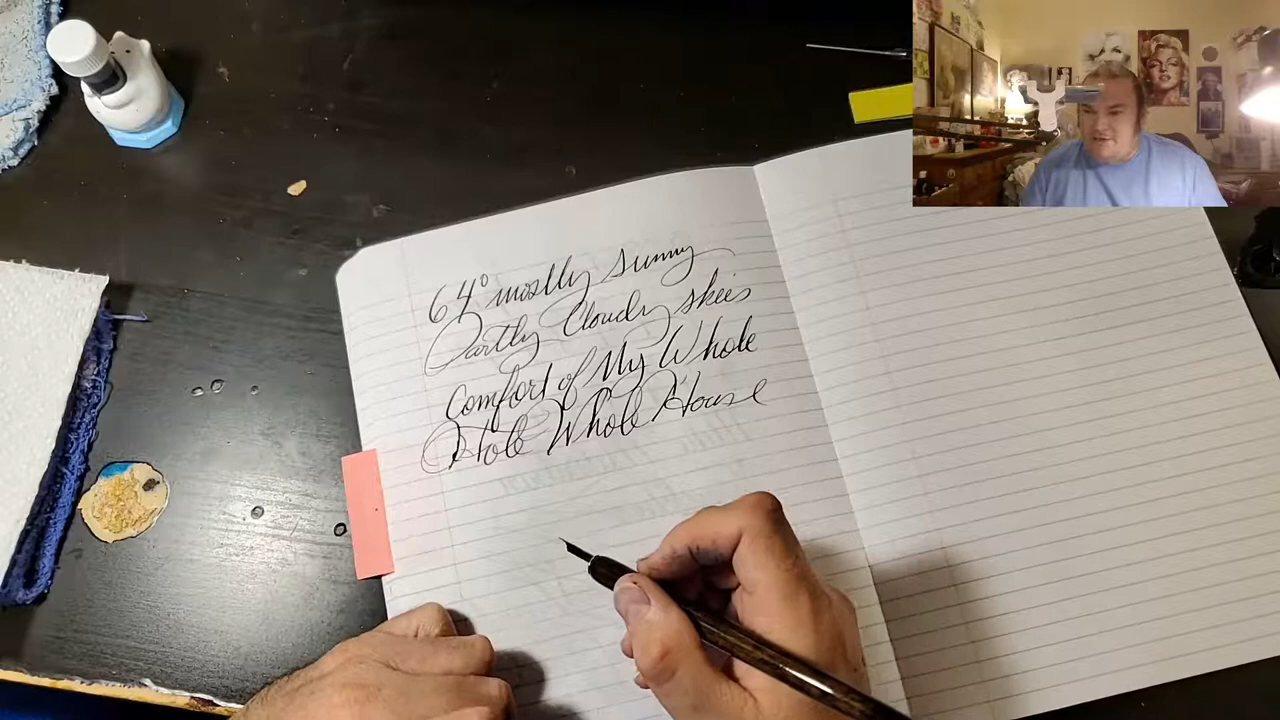 64° mostly sunny
Partly Cloudy skies
Comfort of My Whole
Hole Whole House